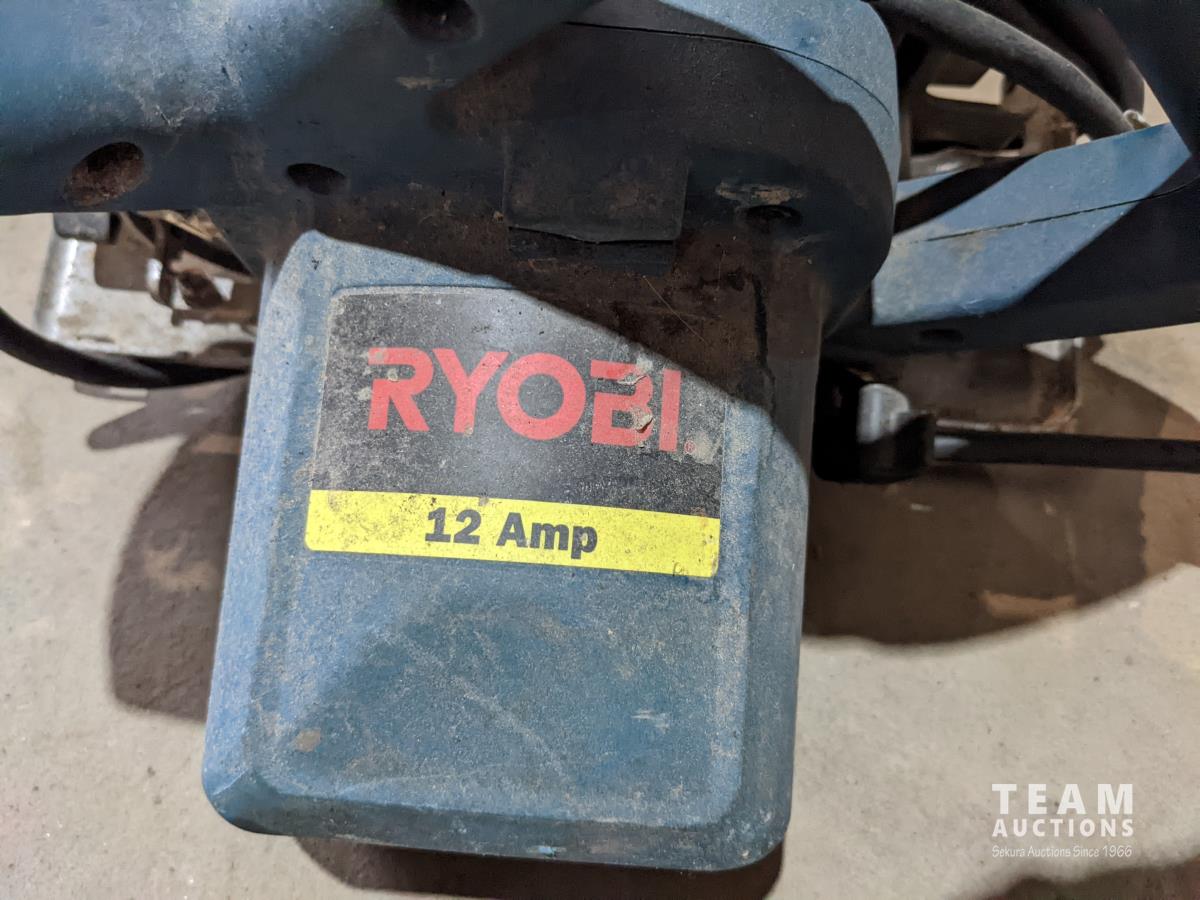 RYOBI®
12 Amp
TEAM
AUCTIONS
Sekura Auctions Since 1966